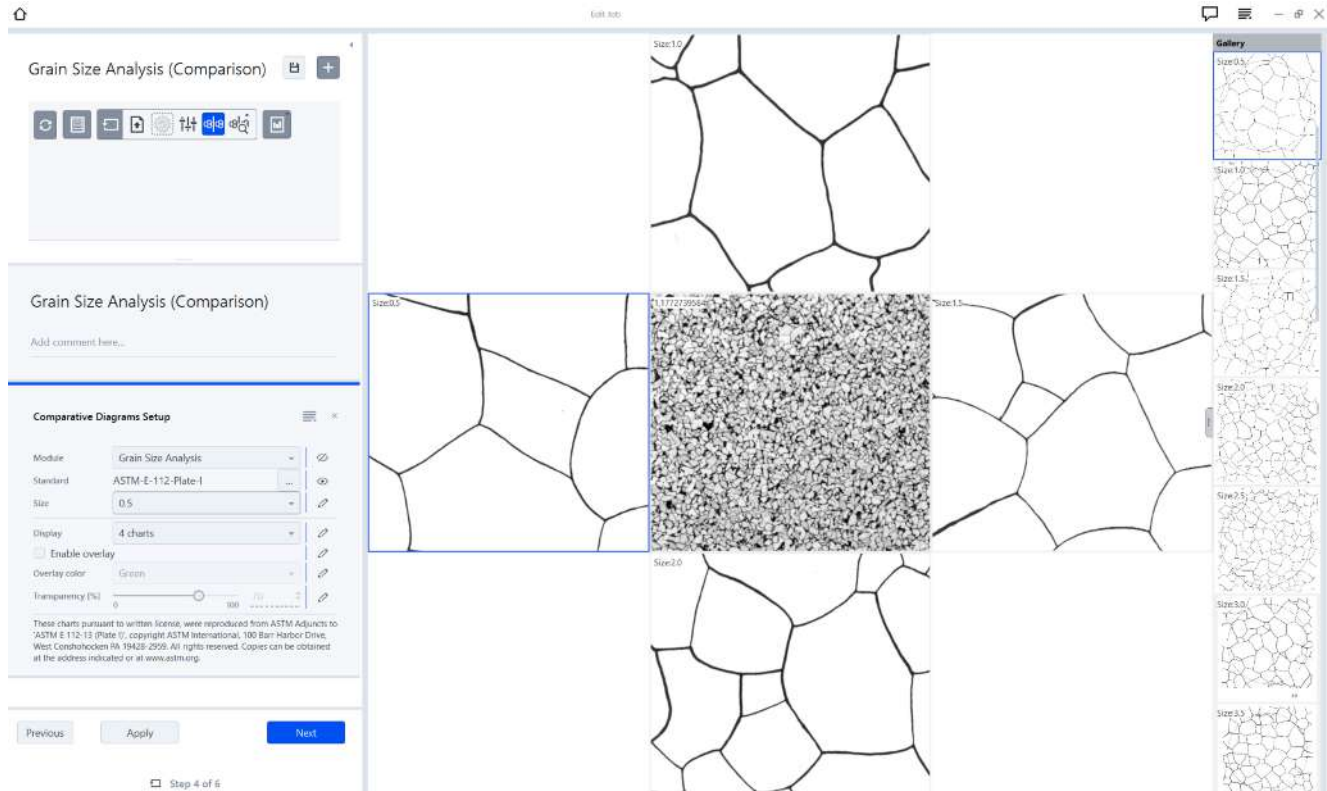 Edit Job
Grain Size Analysis (Comparison)
Grain Size Analysis (Comparison)
Add comment here...
Comparative Diagrams Setup
Module
Grain Size Analysis
Standard
ASTM-E-112-Plate-I
...
Size
0.5
Display
4 charts
Enable overlay
Overlay color
Green
Transparency [%]
0
100
70
These charts pursuant to written license, were reproduced from ASTM Adjuncts to
'ASTM E 112-13 (Plate I)', copyright ASTM International, 100 Barr Harbor Drive,
West Conshohocken PA 19428-2959. All rights reserved. Copies can be obtained
at the address indicated or at www.astm.org.
Previous
Apply
Next
Step 4 of 6
Size:1.0
Size:0.5
1,1772739584
Size:1.5
Size:2.0
Gallery
Size:0.5
Size:1.0
Size:1.5
Size:2.0
Size:2.5
Size:3.0
Size:3.5